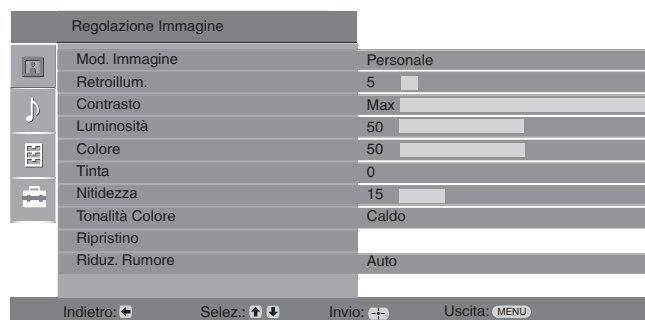 Regolazione Immagine
Mod. Immagine Personale
Retroillum. 5
Contrasto Max
Luminosità 50
Colore 50
Tinta 0
Nitidezza 15
Tonalità Colore Caldo
Ripristino
Riduz. Rumore Auto
Indietro: Selez.: Invio: Uscita: MENU